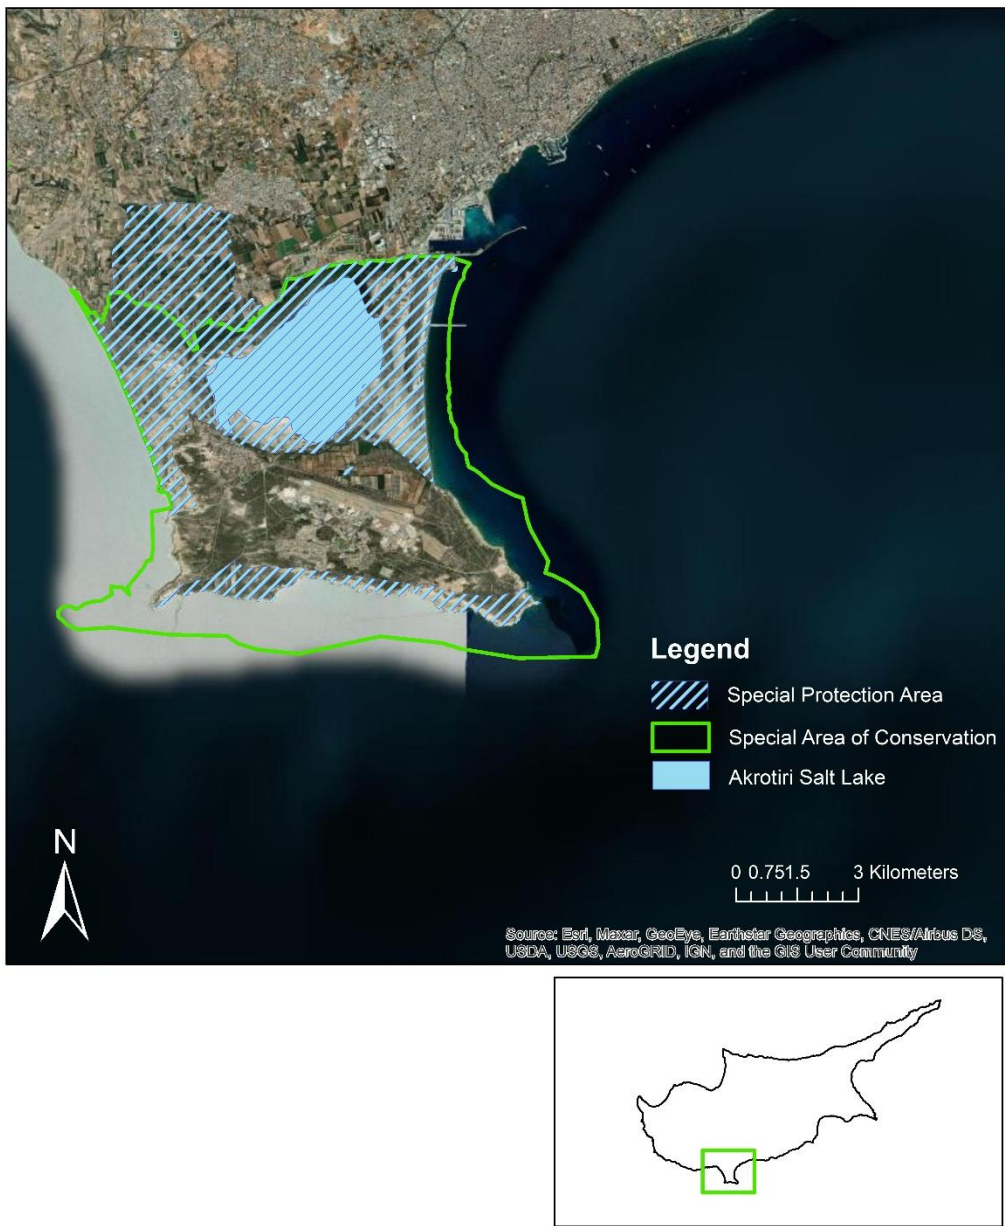 Legend
Special Protection Area
Special Area of Conservation
Akrotiri Salt Lake
N
0 0.751.5 3 Kilometers
Source: Esri, Maxar, GeoEye, Earthstar Geographics, CNES/Airbus DS,
USDA, USGS, AeroGRID, IGN, and the GIS User Community